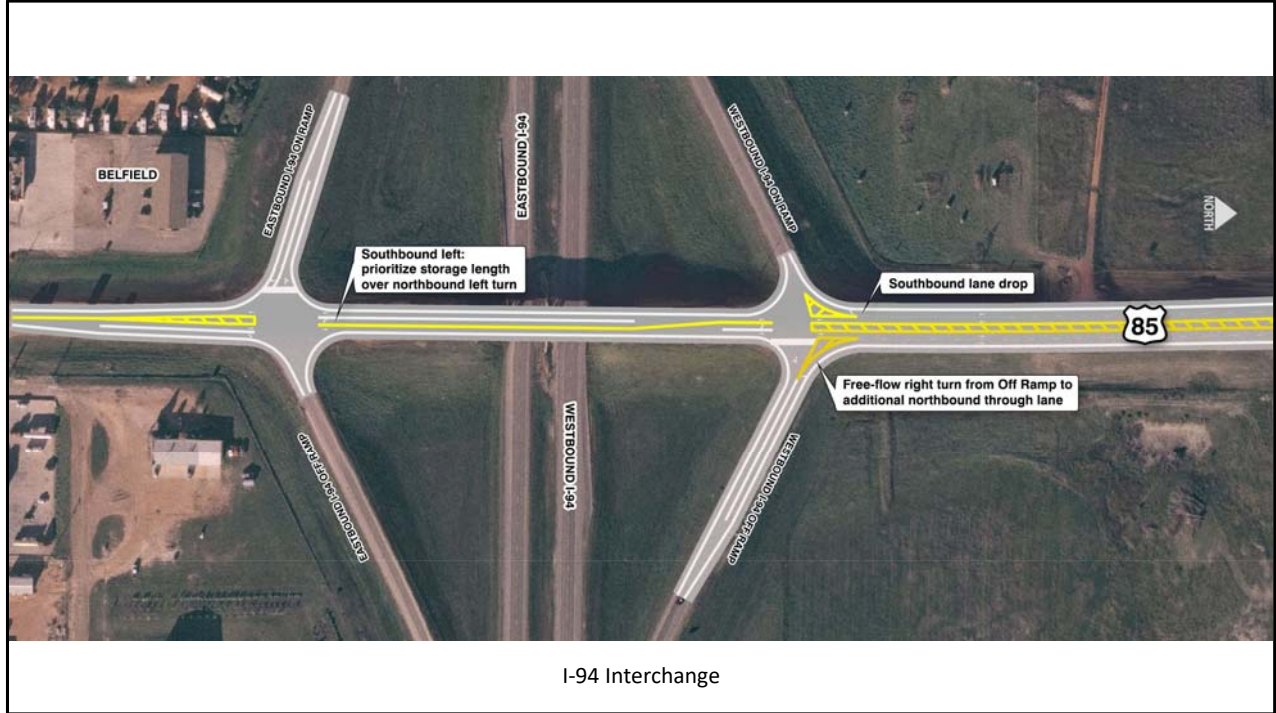 BELFIELD
EASTBOUND I-94 ON RAMP
EASTBOUND I-94
WESTBOUND I-94 ON RAMP
NORTH
Southbound left:
prioritize storage length
over northbound left turn
Southbound lane drop
85
Free-flow right turn from Off Ramp to
additional northbound through lane
EASTBOUND I-94 OFF RAMP
WESTBOUND I-94
WESTBOUND I-94 OFF RAMP
I-94 Interchange